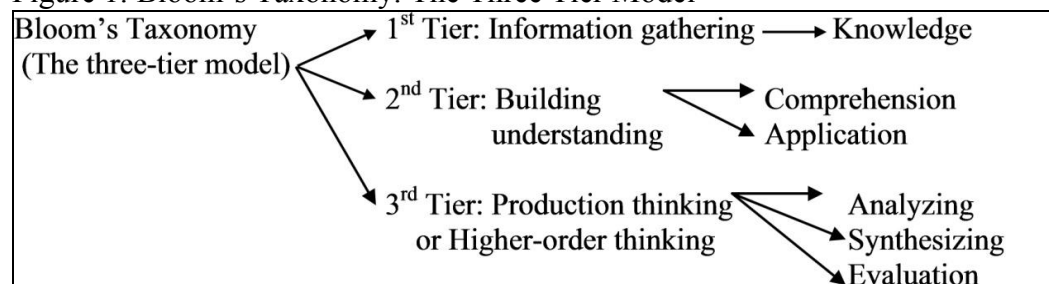 Figure 1: Bloom's Taxonomy: The Three Tier Model
Bloom's Taxonomy
(The three-tier model)
1st Tier: Information gathering
Knowledge
2nd Tier: Building
understanding
Comprehension
Application
3rd Tier: Production thinking
or Higher-order thinking
Analyzing
Synthesizing
Evaluation